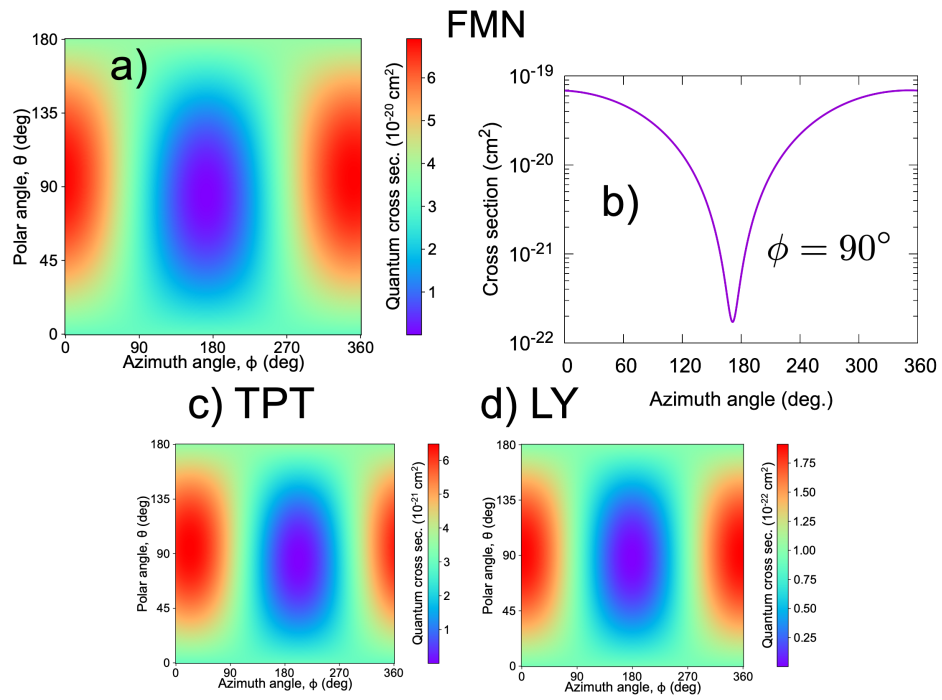 FMN
a)
180
135
90
45
0
Polar angle, θ (deg)
0 90 180 270 360
Azimuth angle, ϕ (deg)
6
5
4
3
2
1
Quantum cross sec. (10⁻²⁰ cm²)
b)
10⁻¹⁹
10⁻²⁰
10⁻²¹
10⁻²²
Cross section (cm²)
ϕ = 90°
0 60 120 180 240 300 360
Azimuth angle (deg.)
c) TPT
180
135
90
45
0
Polar angle, θ (deg)
0 90 180 270 360
Azimuth angle, ϕ (deg)
6
5
4
3
2
1
Quantum cross sec. (10⁻²¹ cm²)
d) LY
180
135
90
45
0
Polar angle, θ (deg)
0 90 180 270 360
Azimuth angle, ϕ (deg)
1.75
1.50
1.25
1.00
0.75
0.50
0.25
Quantum cross sec. (10⁻²² cm²)